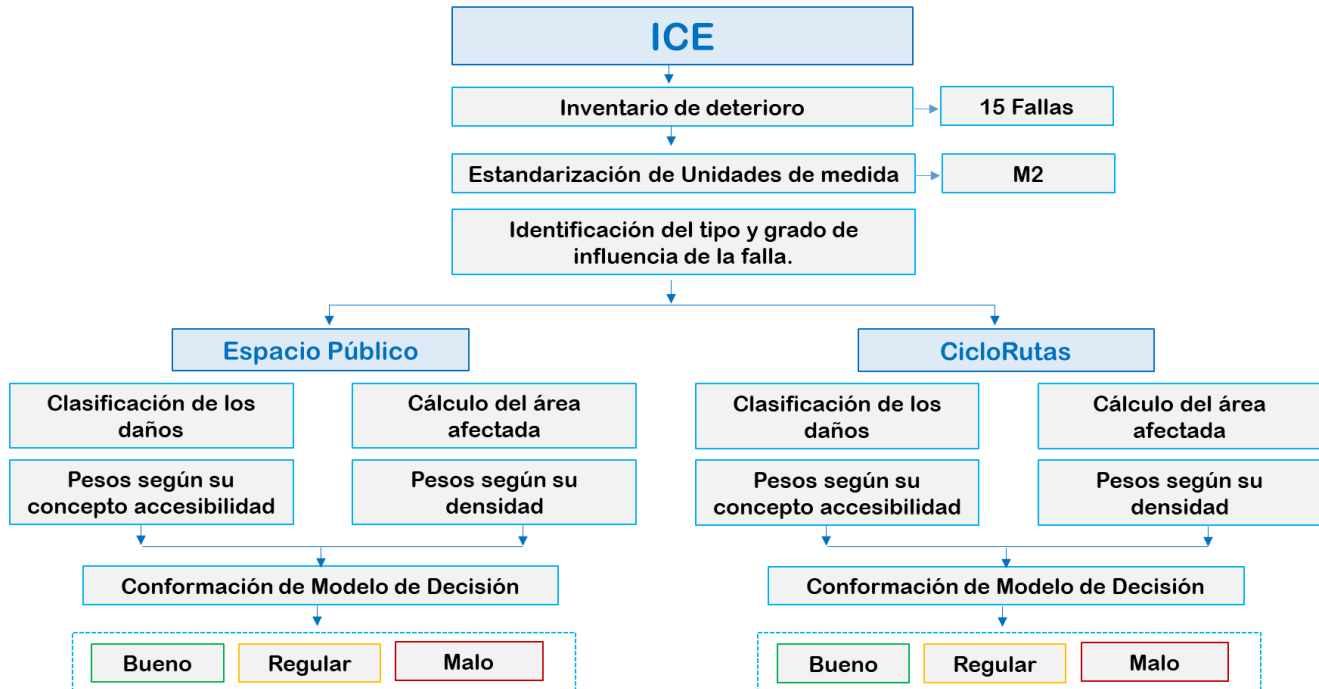 ICE
Inventario de deterioro
15 Fallas
Estandarización de Unidades de medida
M2
Identificación del tipo y grado de
influencia de la falla.
Espacio Público
CicloRutas
Clasificación de los
daños
Cálculo del área
afectada
Clasificación de los
daños
Cálculo del área
afectada
Pesos según su
concepto accesibilidad
Pesos según su
densidad
Pesos según su
concepto accesibilidad
Pesos según su
densidad
Conformación de Modelo de Decisión
Conformación de Modelo de Decisión
Bueno
Regular
Malo
Bueno
Regular
Malo